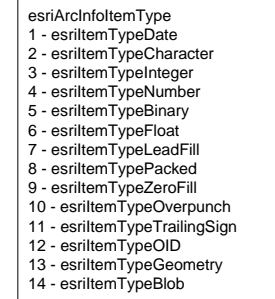 esriArcInfoItemType
1 - esriItemTypeDate
2 - esriItemTypeCharacter
3 - esriItemTypeInteger
4 - esriItemTypeNumber
5 - esriItemTypeBinary
6 - esriItemTypeFloat
7 - esriItemTypeLeadFill
8 - esriItemTypePacked
9 - esriItemTypeZeroFill
10 - esriItemTypeOverpunch
11 - esriItemTypeTrailingSign
12 - esriItemTypeOID
13 - esriItemTypeGeometry
14 - esriItemTypeBlob